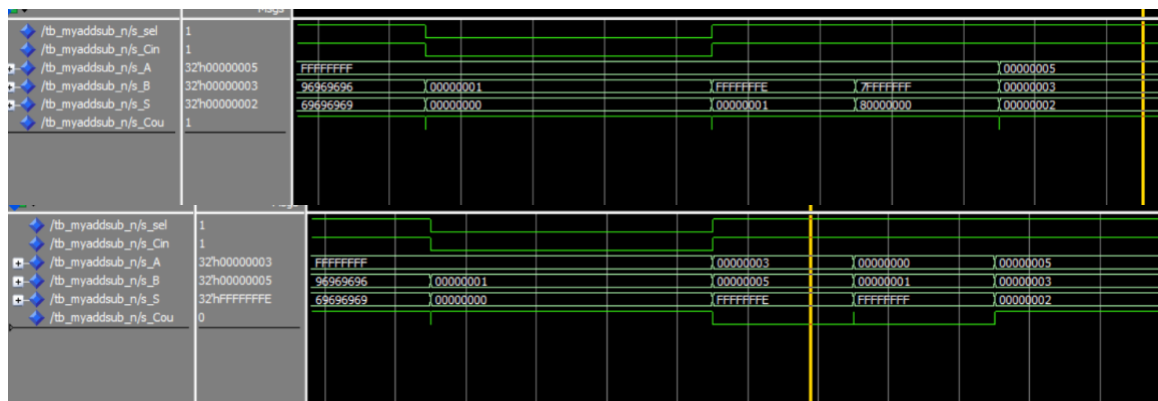 Msgs
/tb_myaddsub_n/s_sel 1
/tb_myaddsub_n/s_Cin 1
/tb_myaddsub_n/s_A 32'h00000005 FFFFFFFF 00000005
/tb_myaddsub_n/s_B 32'h00000003 96969696 00000001 FFFFFFFE 7FFFFFFF 00000003
/tb_myaddsub_n/s_S 32'h00000002 69696969 00000000 00000001 80000000 00000002
/tb_myaddsub_n/s_Cou 1
/tb_myaddsub_n/s_sel 1
/tb_myaddsub_n/s_Cin 1
/tb_myaddsub_n/s_A 32'h00000003 FFFFFFFF 00000003 00000000 00000005
/tb_myaddsub_n/s_B 32'h00000005 96969696 00000001 00000005 00000001 00000003
/tb_myaddsub_n/s_S 32'hFFFFFFFE 69696969 00000000 FFFFFFFE FFFFFFFF 00000002
/tb_myaddsub_n/s_Cou 0